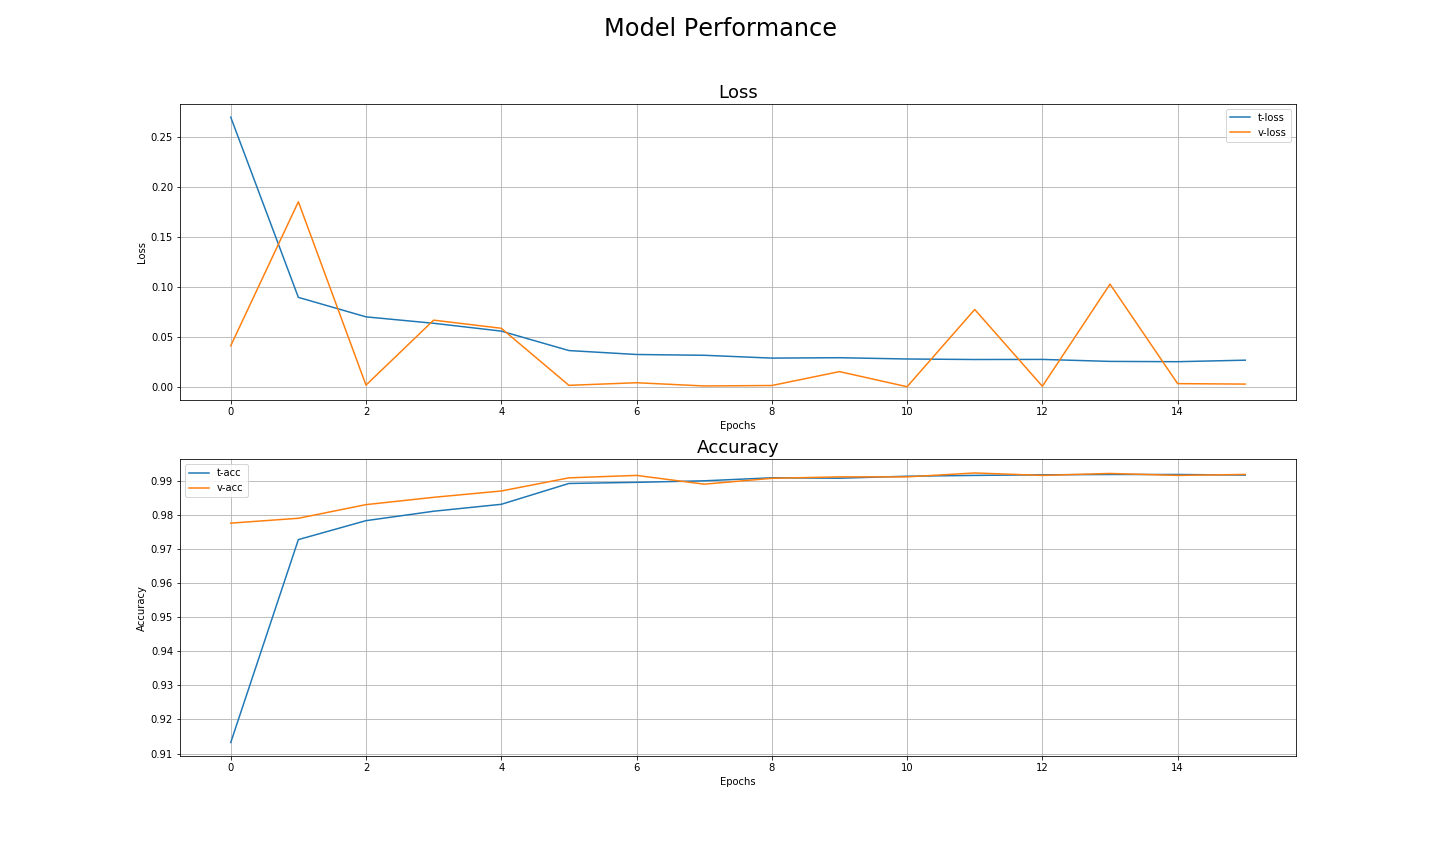 Model Performance
Loss
t-loss
v-loss
0.25
0.20
0.15
0.10
0.05
0.00
Loss
0 2 4 6 8 10 12 14
Epochs
Accuracy
t-acc
v-acc
0.99
0.98
0.97
0.96
0.95
0.94
0.93
0.92
0.91
Accuracy
0 2 4 6 8 10 12 14
Epochs